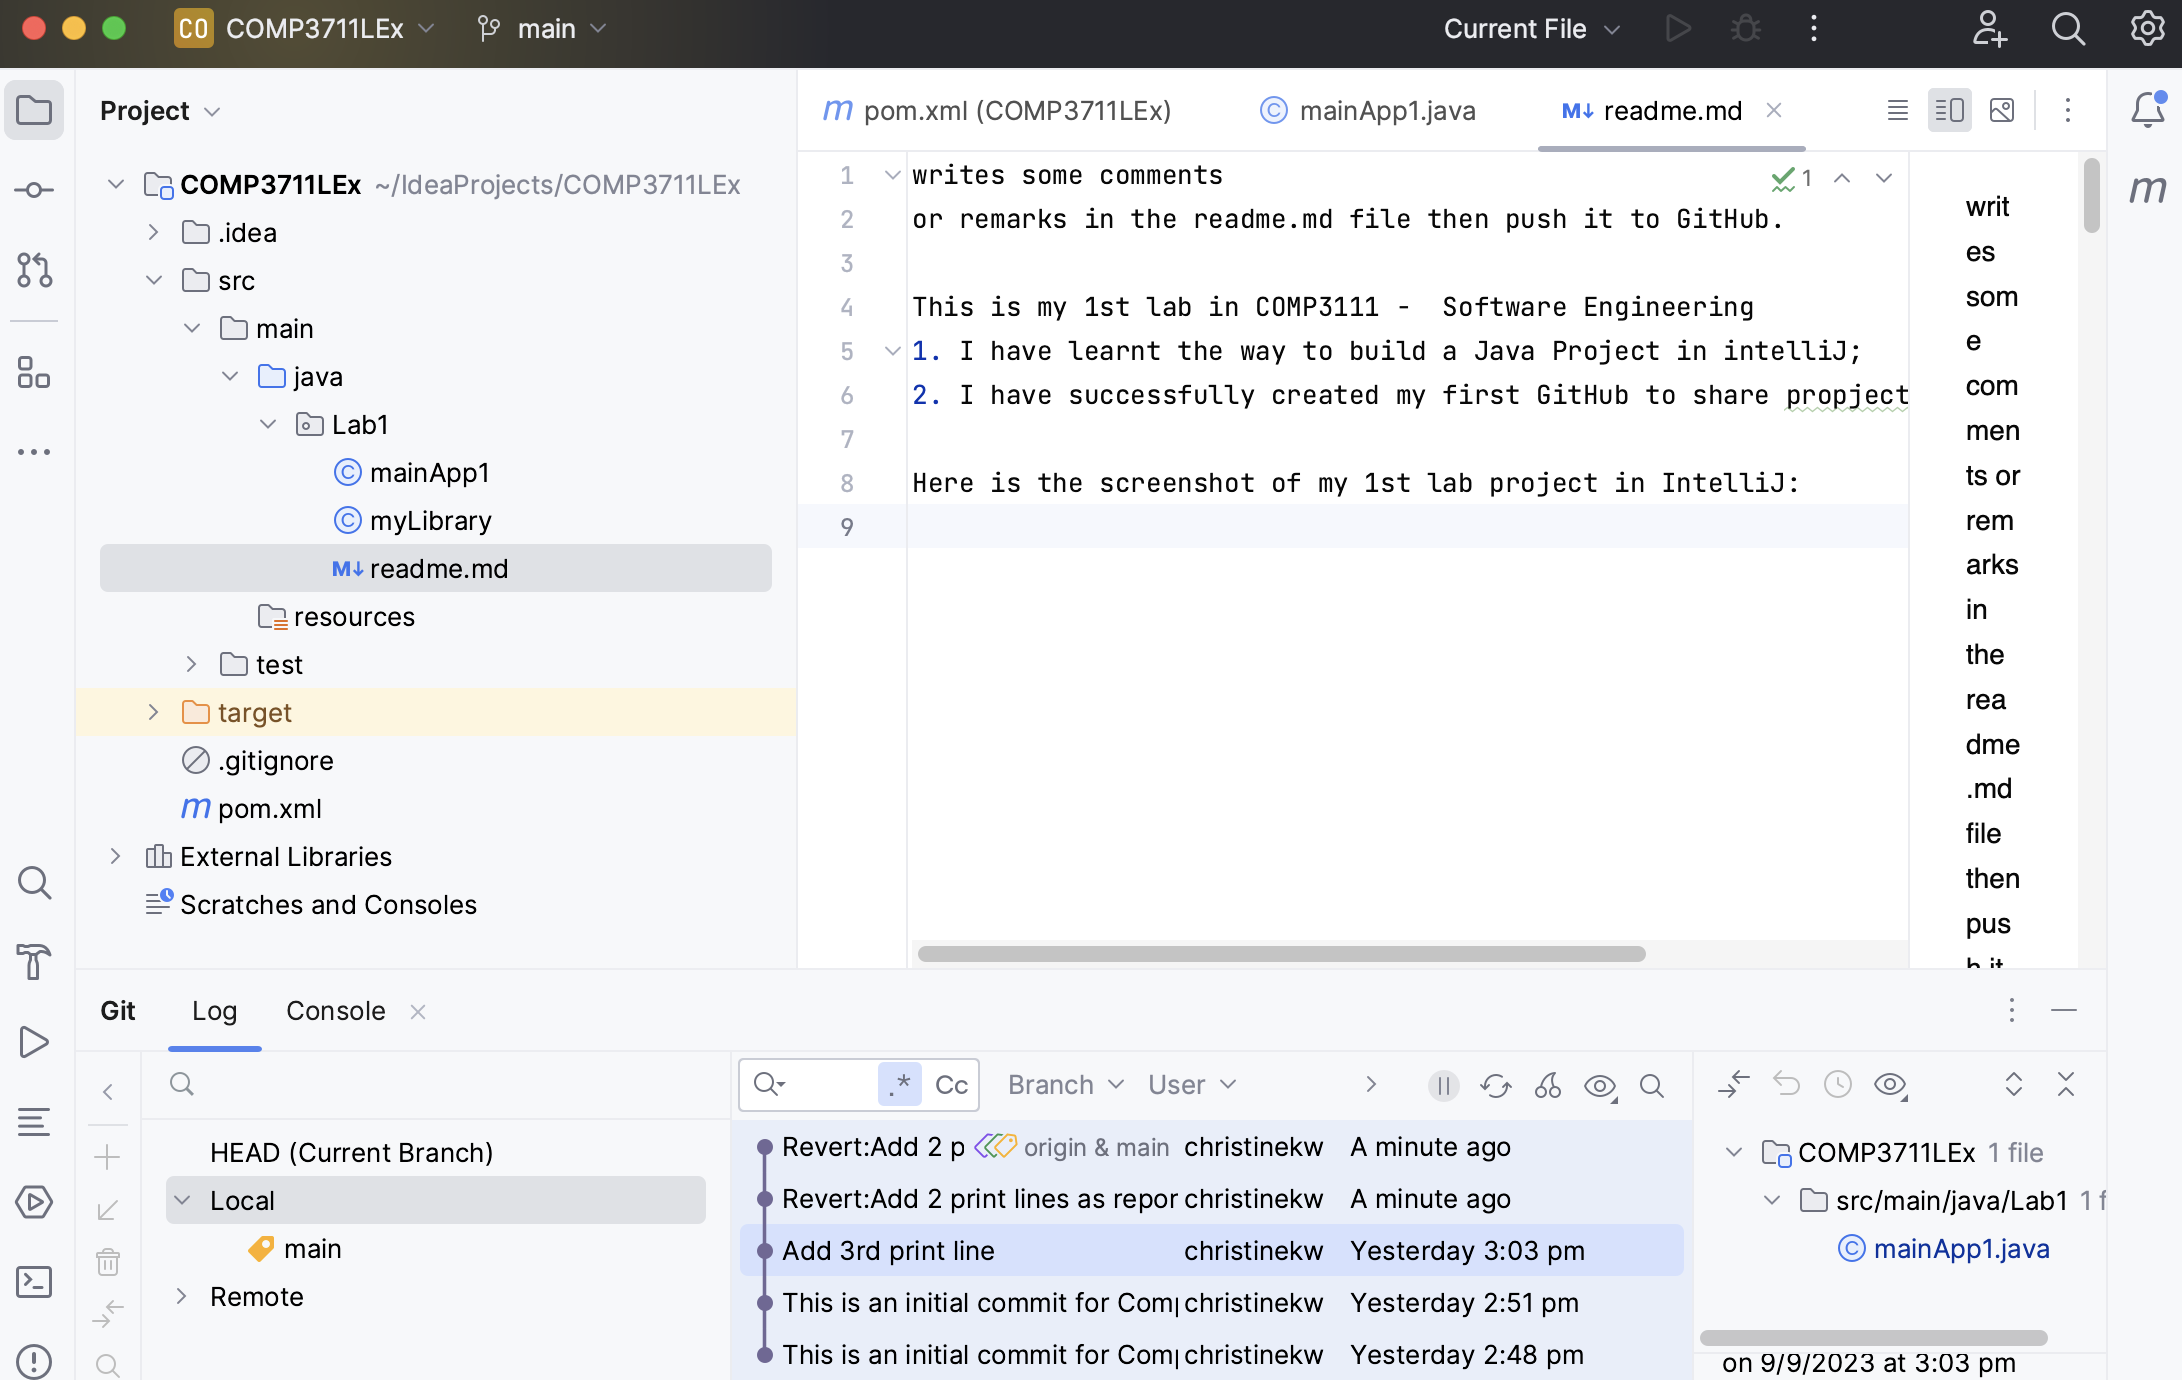 CO COMP3711LEx main Current File
Project
COMP3711LEx ~/IdeaProjects/COMP3711LEx
.idea
src
main
java
Lab1
mainApp1
myLibrary
M↓ readme.md
resources
test
target
.gitignore
m pom.xml
External Libraries
Scratches and Consoles
m pom.xml (COMP3711LEx) C mainApp1.java M↓ readme.md
1 writes some comments
2 or remarks in the readme.md file then push it to GitHub.
3
4 This is my 1st lab in COMP3111 -  Software Engineering
5 1. I have learnt the way to build a Java Project in intelliJ;
6 2. I have successfully created my first GitHub to share propject
7
8 Here is the screenshot of my 1st lab project in IntelliJ:
9
1
writ
es
som
e
com
men
ts or
rem
arks
in
the
rea
dme
.md
file
then
pus
h it
m
Git Log Console
HEAD (Current Branch)
Local
main
Remote
.* Cc Branch User
Revert:Add 2 p origin & main christinekw A minute ago
Revert:Add 2 print lines as repor christinekw A minute ago
Add 3rd print line christinekw Yesterday 3:03 pm
This is an initial commit for Com christinekw Yesterday 2:51 pm
This is an initial commit for Com christinekw Yesterday 2:48 pm
COMP3711LEx 1 file
src/main/java/Lab1 1 f
C mainApp1.java
on 9/9/2023 at 3:03 pm